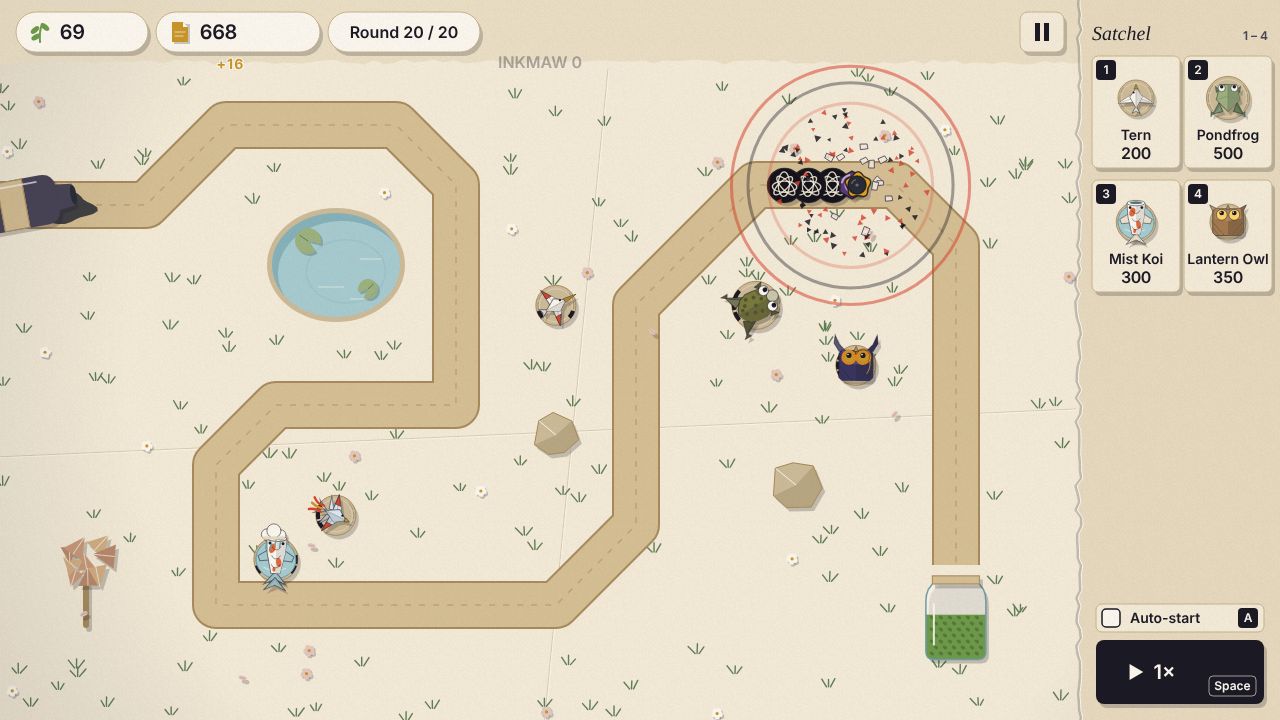 69
668
Round 20 / 20
+16
INKMAW 0
Satchel
1–4
1
Tern
200
2
Pondfrog
500
3
Mist Koi
300
4
Lantern Owl
350
Auto-start
A
1×
Space